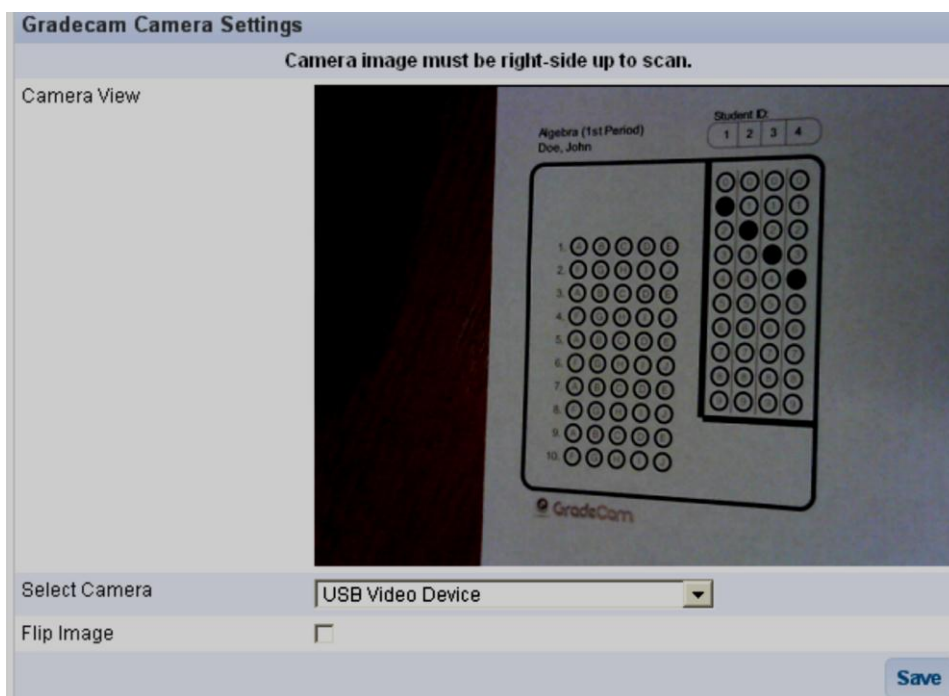 Gradecam Camera Settings
Camera image must be right-side up to scan.
Camera View
Student ID:
1 2 3 4
Algebra (1st Period)
Doe, John
1. A B C D E
2. F G H I J
3. A B C D E
4. F G H I J
5. A B C D E
6. F G H I J
7. A B C D E
8. F G H I J
9. A B C D E
10. F G H I J
GradeCam
Select Camera
USB Video Device
Flip Image
Save